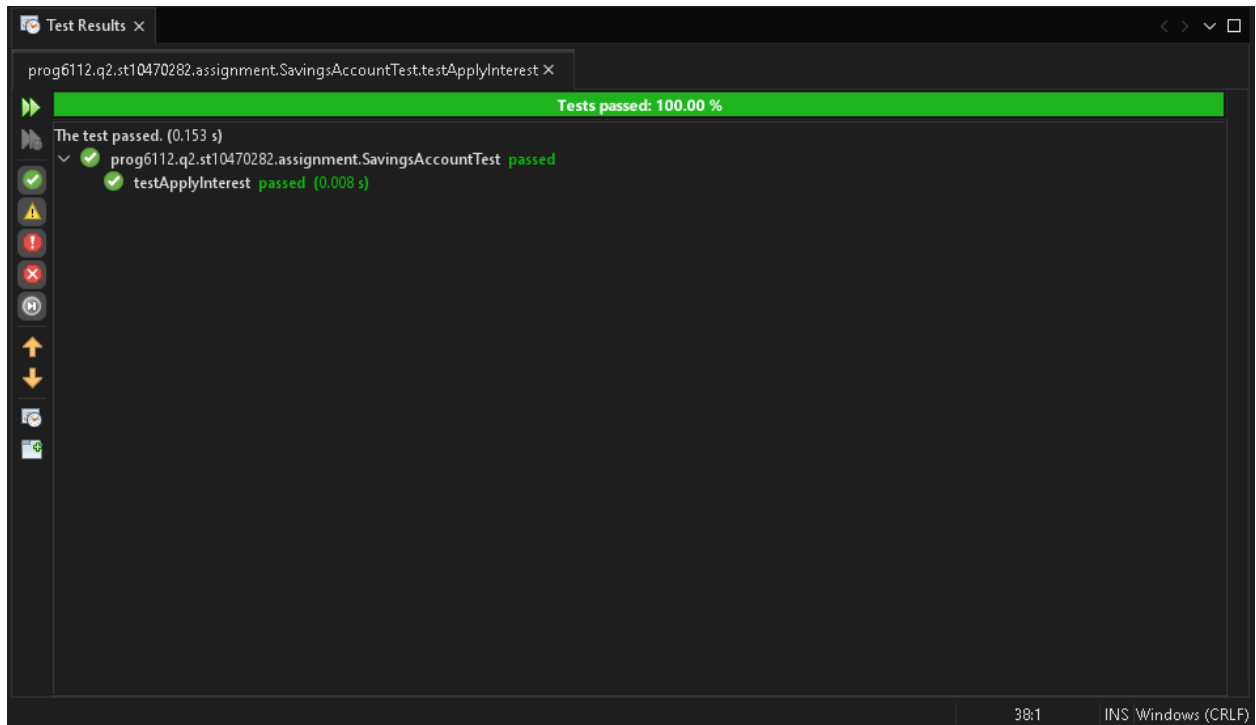 Test Results
prog6112.q2.st10470282.assignment.SavingsAccountTest.testApplyInterest
Tests passed: 100.00 %
The test passed. (0.153 s)
prog6112.q2.st10470282.assignment.SavingsAccountTest passed
testApplyInterest passed (0.008 s)
38:1 INS Windows (CRLF)